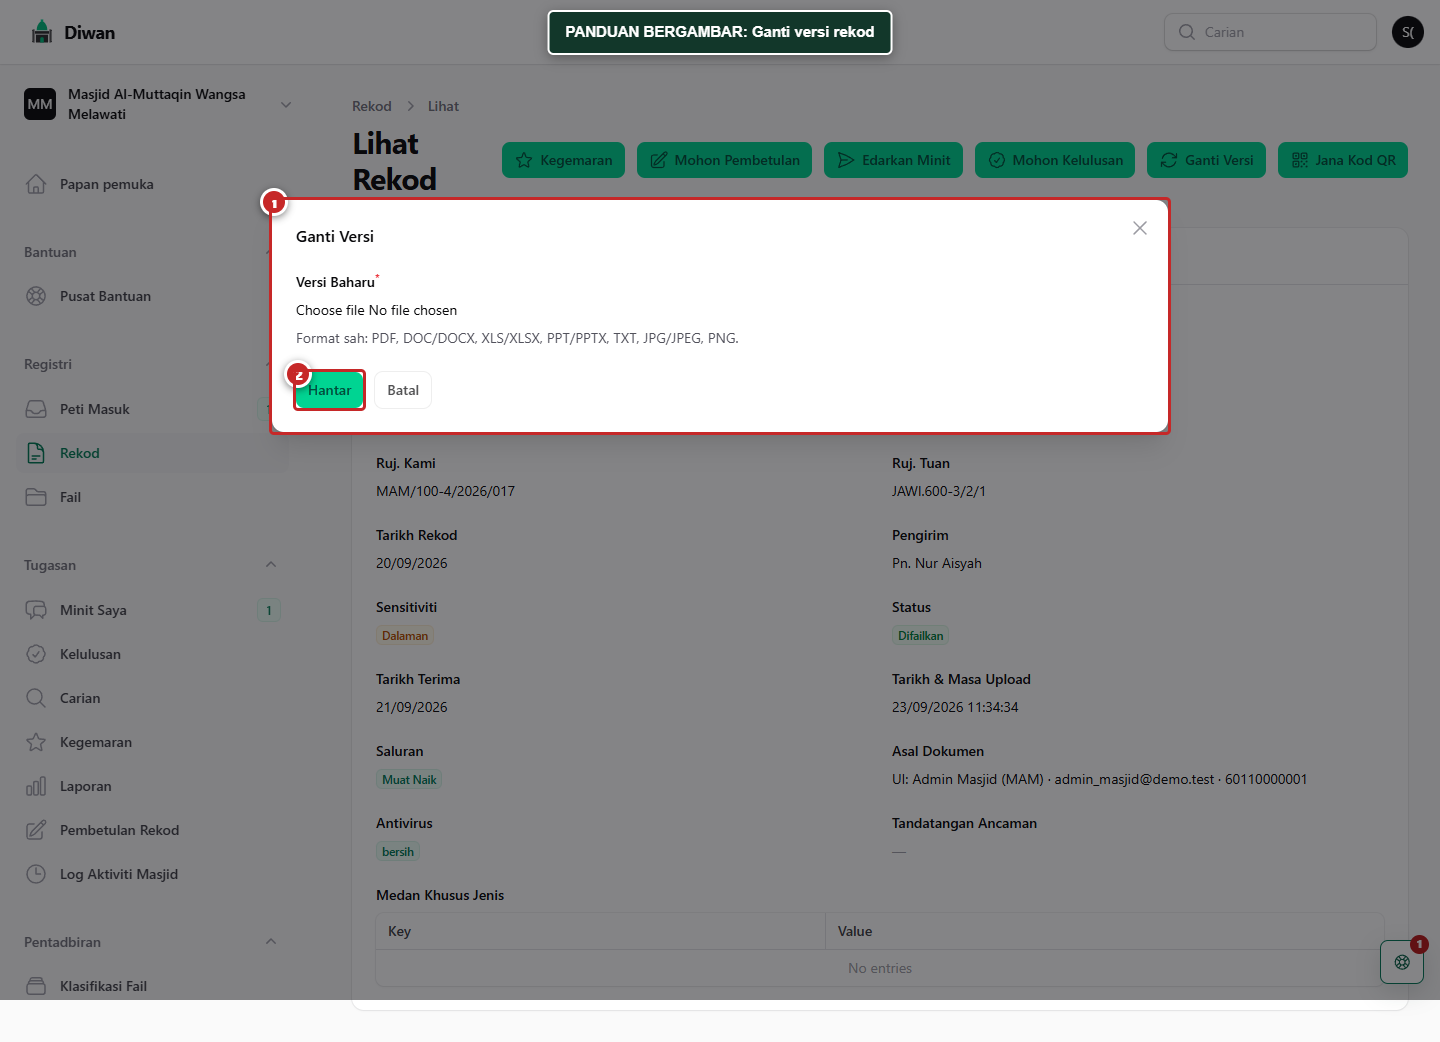 Diwan
PANDUAN BERGAMBAR: Ganti versi rekod
Carian
S(
MM
Masjid Al-Muttaqin Wangsa
Melawati
Papan pemuka
Bantuan
Pusat Bantuan
Registri
Peti Masuk
Rekod
Fail
Tugasan
Minit Saya
1
Kelulusan
Carian
Kegemaran
Laporan
Pembetulan Rekod
Log Aktiviti Masjid
Pentadbiran
Klasifikasi Fail
Rekod
Lihat
Lihat
Rekod
Kegemaran
Mohon Pembetulan
Edarkan Minit
Mohon Kelulusan
Ganti Versi
Jana Kod QR
1
Ganti Versi
Versi Baharu*
Choose file No file chosen
Format sah: PDF, DOC/DOCX, XLS/XLSX, PPT/PPTX, TXT, JPG/JPEG, PNG.
2
Hantar
Batal
Ruj. Kami
MAM/100-4/2026/017
Ruj. Tuan
JAWI.600-3/2/1
Tarikh Rekod
20/09/2026
Pengirim
Pn. Nur Aisyah
Sensitiviti
Dalaman
Status
Difailkan
Tarikh Terima
21/09/2026
Tarikh & Masa Upload
23/09/2026 11:34:34
Saluran
Muat Naik
Asal Dokumen
UI: Admin Masjid (MAM) · admin_masjid@demo.test · 60110000001
Antivirus
bersih
Tandatangan Ancaman
—
Medan Khusus Jenis
Key
Value
No entries
1